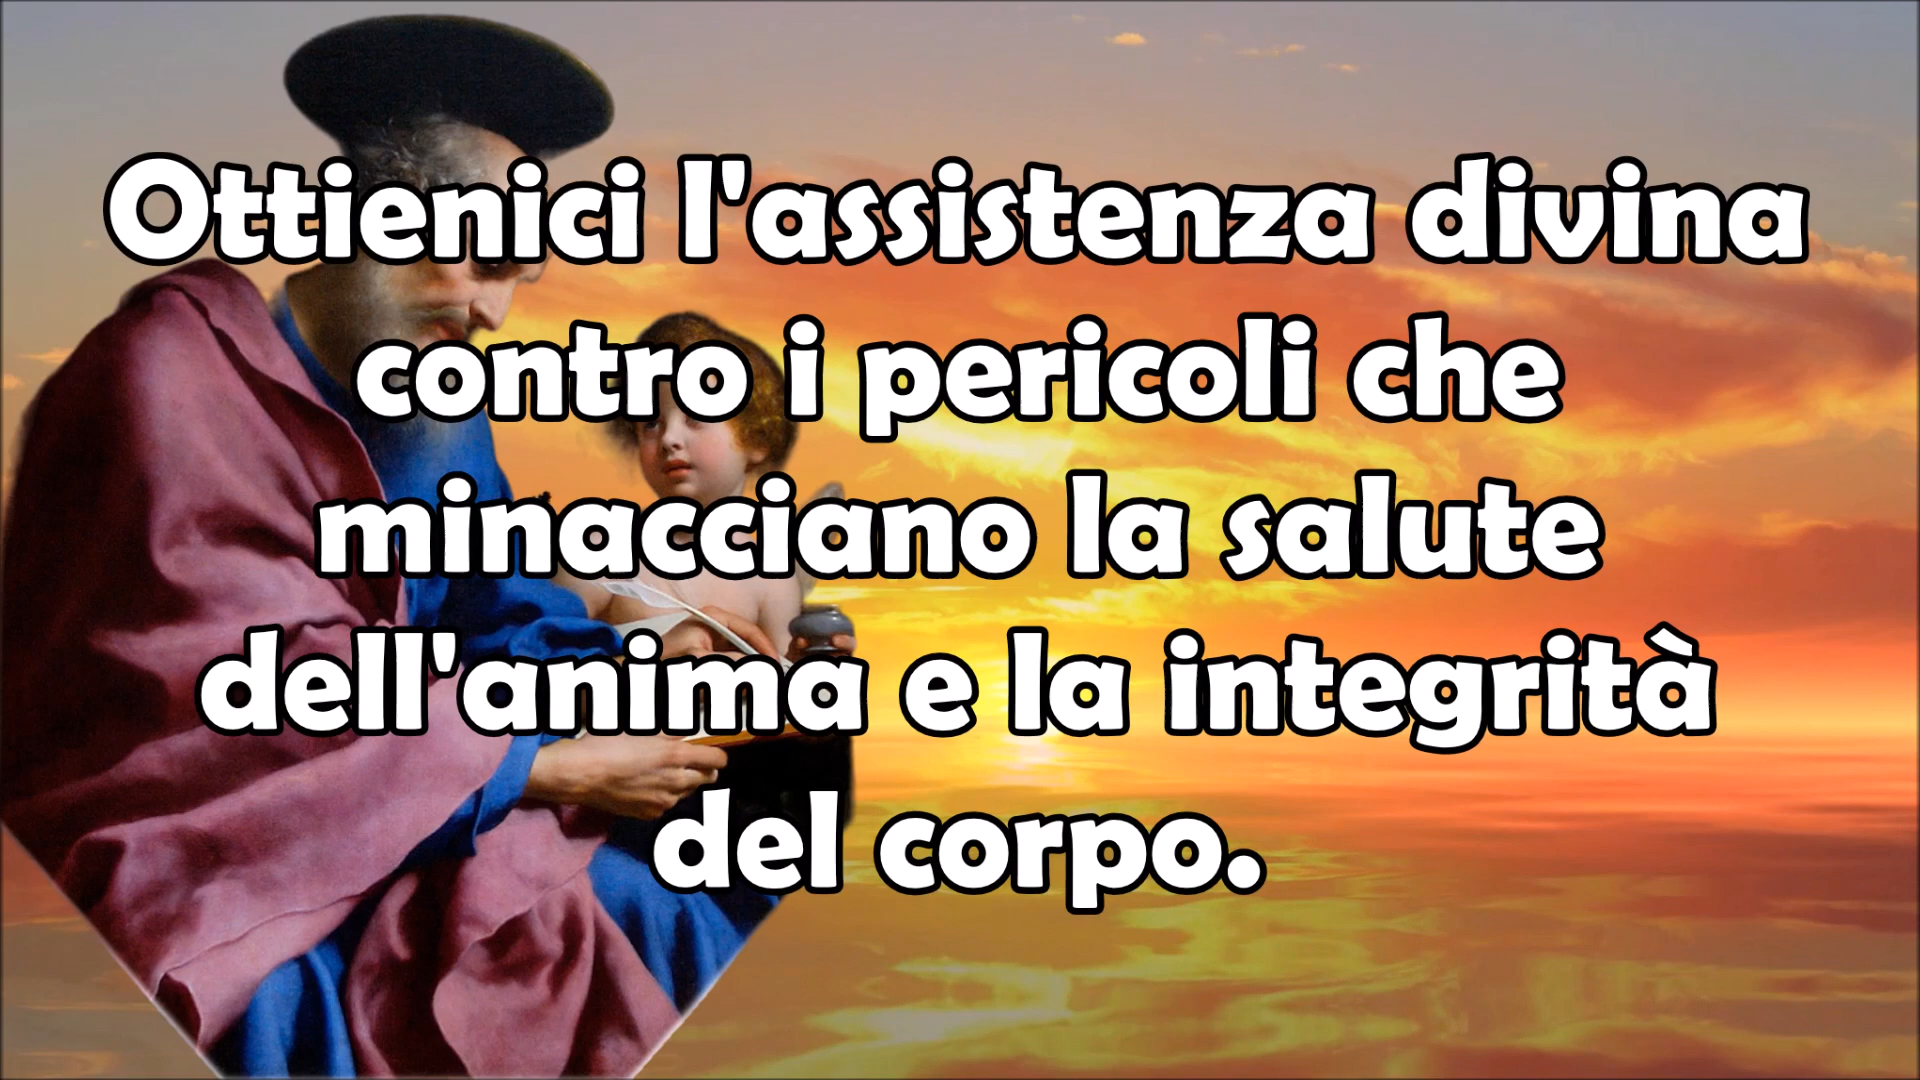 Ottienici l'assistenza divina
contro i pericoli che
minacciano la salute
dell'anima e la integrità
del corpo.